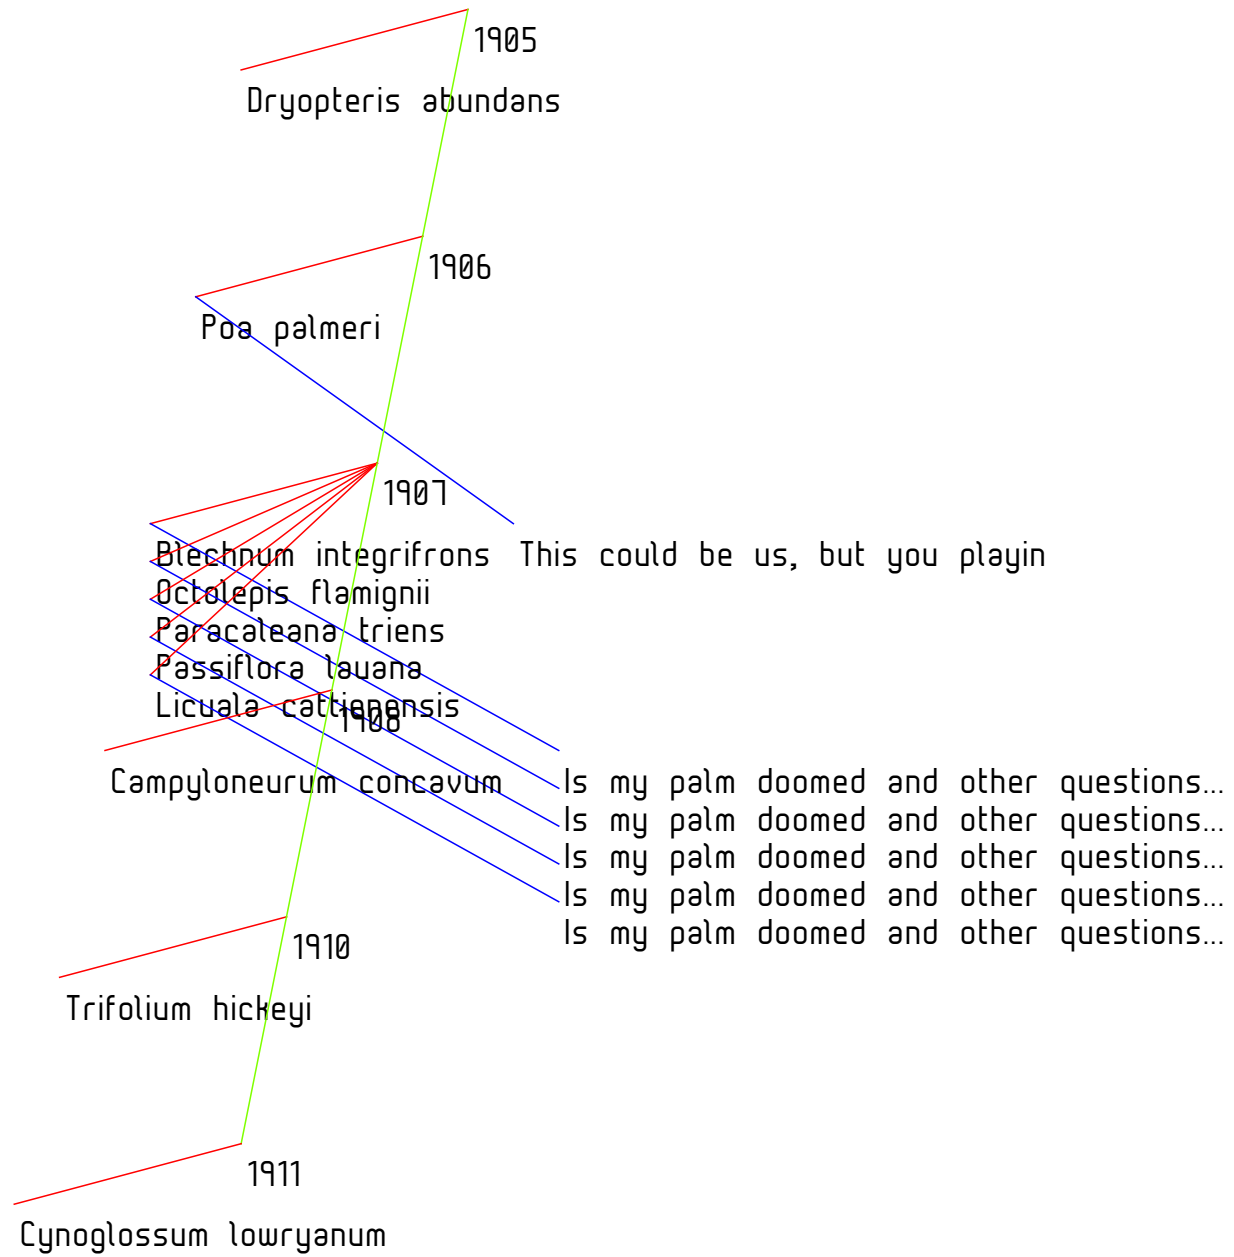 1905
Dryopteris abundans
1906
Poa palmeri
1907
Blechnum integrifrons
This could be us, but you playin
Octolepis flamignii
Paracaleana triens
Passiflora lauana
Licuala cattienensis
1908
Campyloneurum concavum
Is my palm doomed and other questions...
Is my palm doomed and other questions...
Is my palm doomed and other questions...
Is my palm doomed and other questions...
Is my palm doomed and other questions...
1910
Trifolium hickeyi
1911
Cynoglossum lowryanum